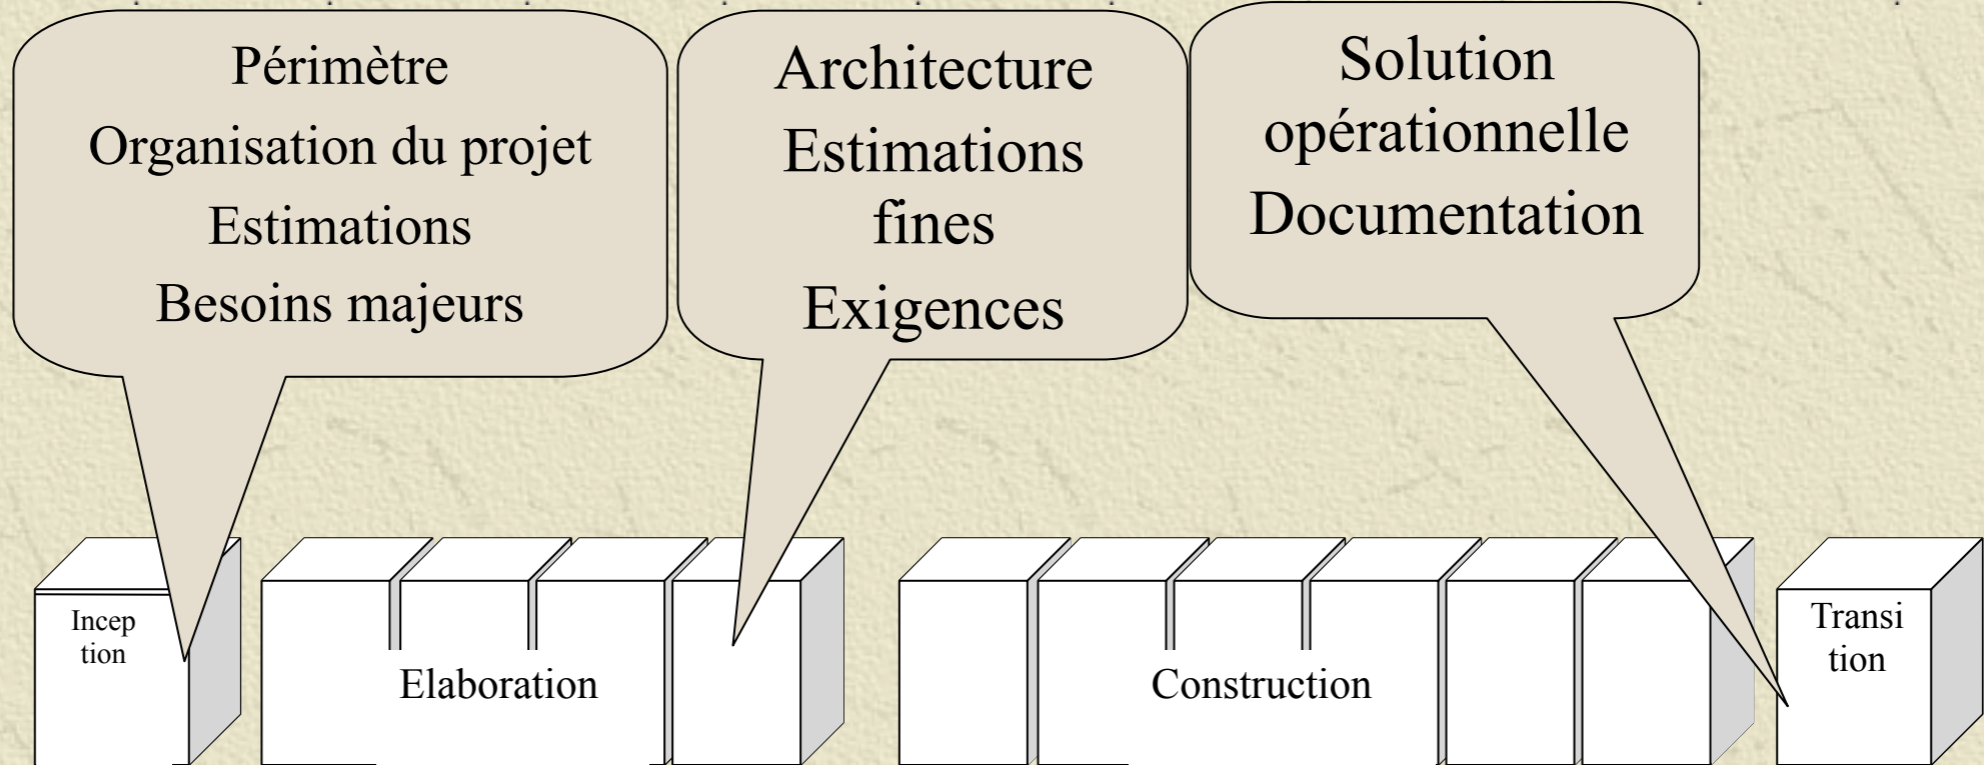 Périmètre
Organisation du projet
Estimations
Besoins majeurs
Architecture
Estimations
fines
Exigences
Solution
opérationnelle
Documentation
Incep
tion
Elaboration
Construction
Transi
tion